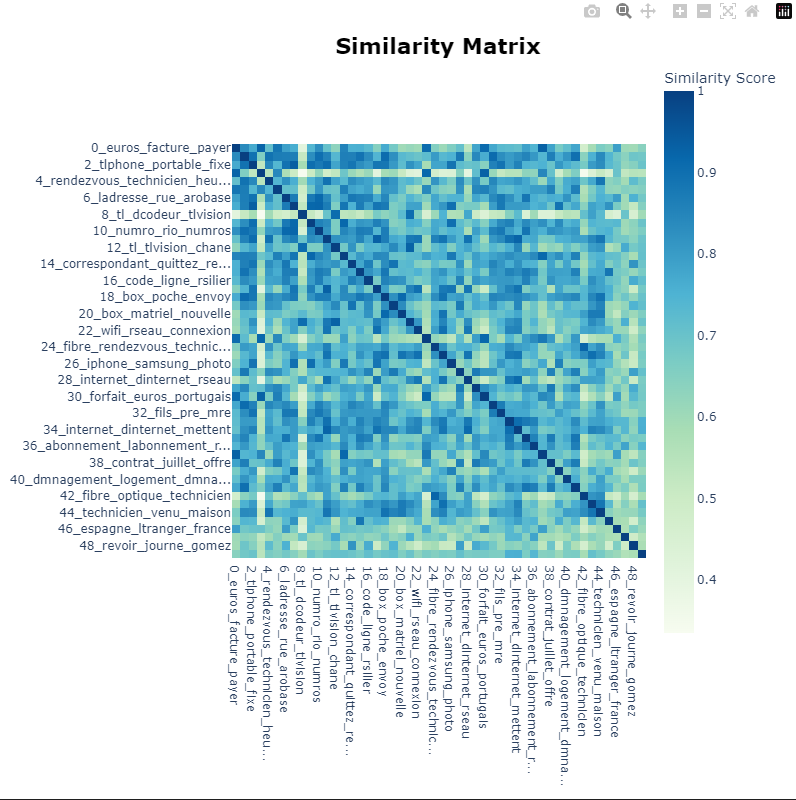 Similarity Matrix
Similarity Score
1
0.9
0.8
0.7
0.6
0.5
0.4
0_euros_facture_payer
2_tlphone_portable_fixe
4_rendezvous_technicien_heu...
6_ladresse_rue_arobase
8_tl_dcodeur_tlvision
10_numro_rio_numros
12_tl_tlvision_chane
14_correspondant_quittez_re...
16_code_ligne_rsilier
18_box_poche_envoy
20_box_matriel_nouvelle
22_wifi_rseau_connexion
24_fibre_rendezvous_technic...
26_iphone_samsung_photo
28_internet_dinternet_rseau
30_forfait_euros_portugais
32_fils_pre_mre
34_internet_dinternet_mettent
36_abonnement_labonnement_r...
38_contrat_juillet_offre
40_dmnagement_logement_dmna...
42_fibre_optique_technicien
44_technicien_venu_maison
46_espagne_ltranger_france
48_revoir_journe_gomez
0_euros_facture_payer
2_tlphone_portable_fixe
4_rendezvous_technicien_heu...
6_ladresse_rue_arobase
8_tl_dcodeur_tlvision
10_numro_rio_numros
12_tl_tlvision_chane
14_correspondant_quittez_re...
16_code_ligne_rsilier
18_box_poche_envoy
20_box_matriel_nouvelle
22_wifi_rseau_connexion
24_fibre_rendezvous_technic...
26_iphone_samsung_photo
28_internet_dinternet_rseau
30_forfait_euros_portugais
32_fils_pre_mre
34_internet_dinternet_mettent
36_abonnement_labonnement_r...
38_contrat_juillet_offre
40_dmnagement_logement_dmna...
42_fibre_optique_technicien
44_technicien_venu_maison
46_espagne_ltranger_france
48_revoir_journe_gomez